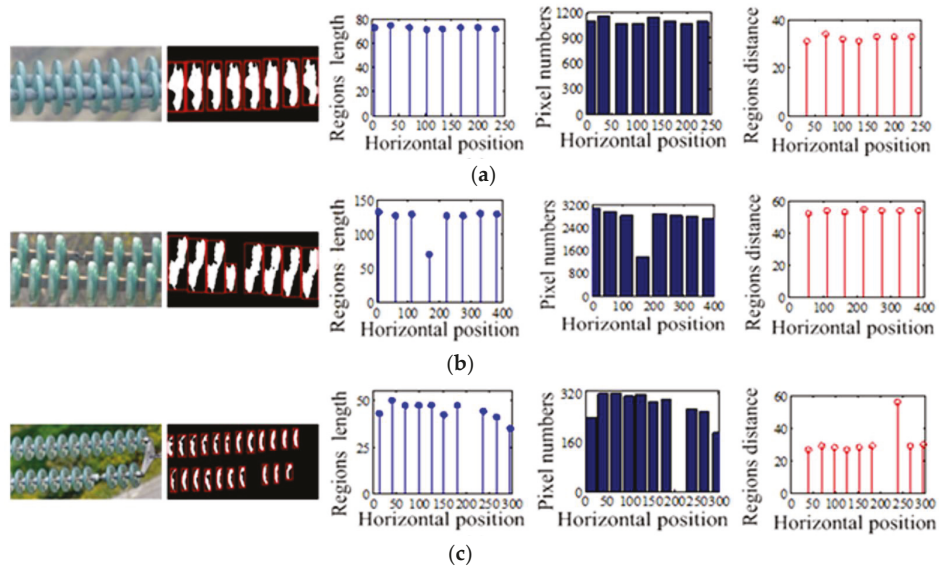 80
60
40
20
0
Regions length
0 50 100 150 200 250
Horizontal position
1200
900
600
300
0
Pixel numbers
0 50 100 150 200 250
Horizontal position
40
20
0
Regions distance
0 50 100 150 200 250
Horizontal position
(a)
150
100
50
0
Regions length
0 100 200 300 400
Horizontal position
3200
2400
1600
800
0
Pixel numbers
0 100 200 300 400
Horizontal position
60
40
20
0
Regions distance
0 100 200 300 400
Horizontal position
(b)
50
25
0
Regions length
0 50 100 150 200 250 300
Horizontal position
320
160
0
Pixel numbers
0 50 100 150 200 250 300
Horizontal position
60
40
20
0
Regions distance
0 50 100 150 200 250 300
Horizontal position
(c)